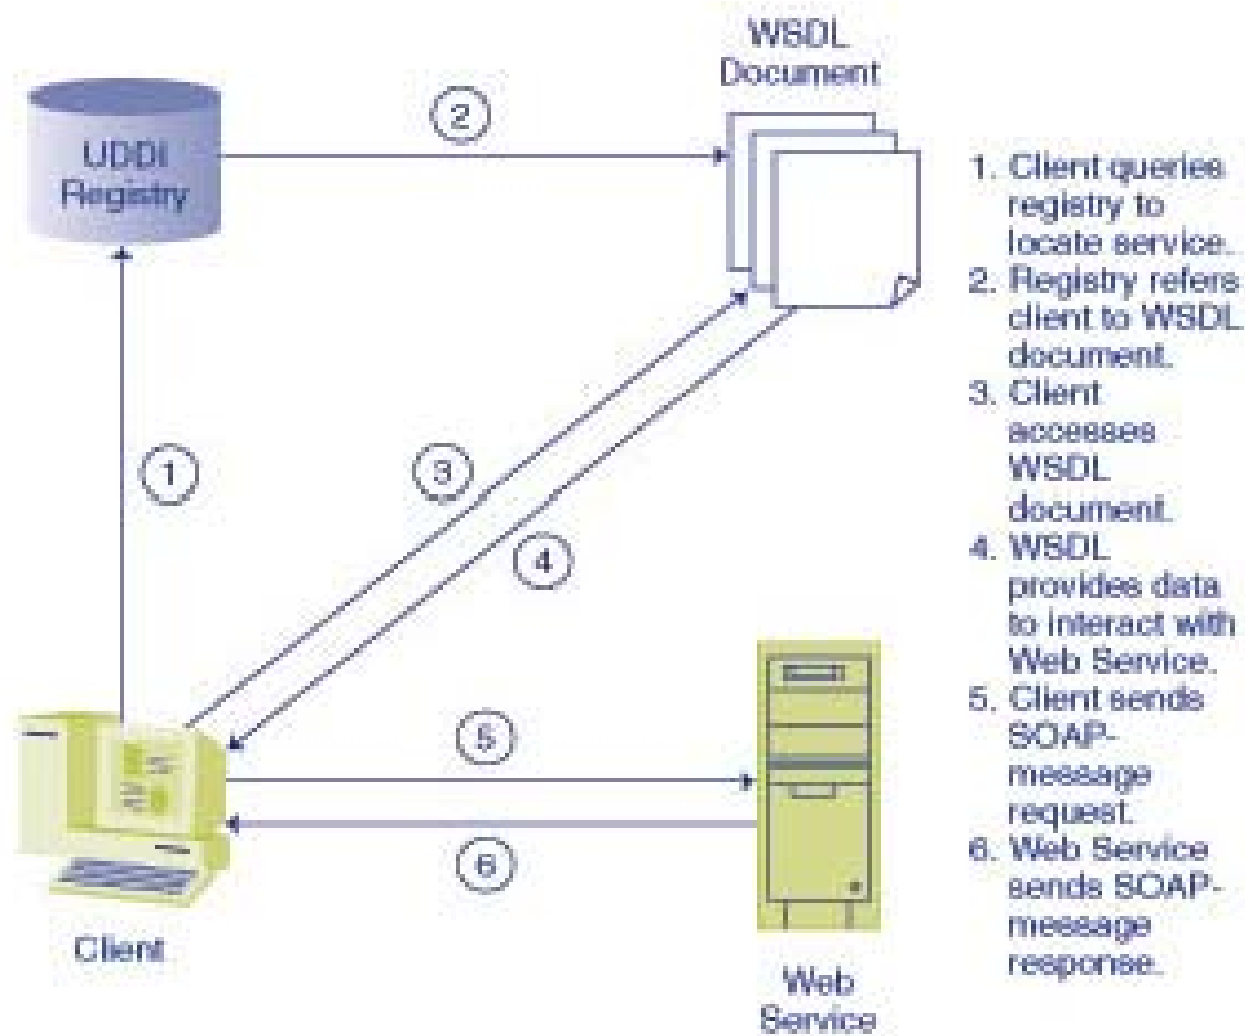 WSDL
Document
2
UDDI
Registry
1
3
4
5
6
Client
Web
Service
1. Client queries
registry to
locate service.
2. Registry refers
client to WSDL
document.
3. Client
accesses
WSDL
document.
4. WSDL
provides data
to interact with
Web Service.
5. Client sends
SOAP-
message
request.
6. Web Service
sends SOAP-
message
response.